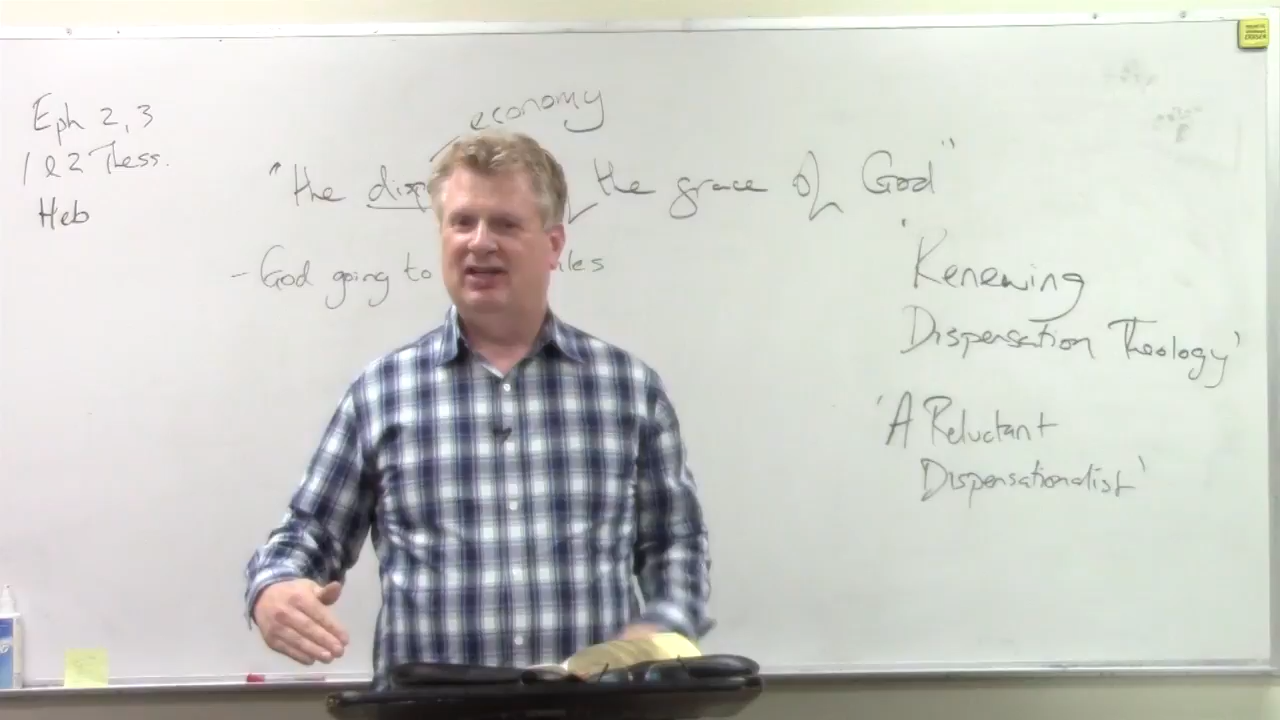 Eph 2, 3
1 & 2 Thess.
Heb
economy
"the the grace of God"
- God going to
'Renewing
Dispensation Theology'
'A Reluctant
Dispensationalist'